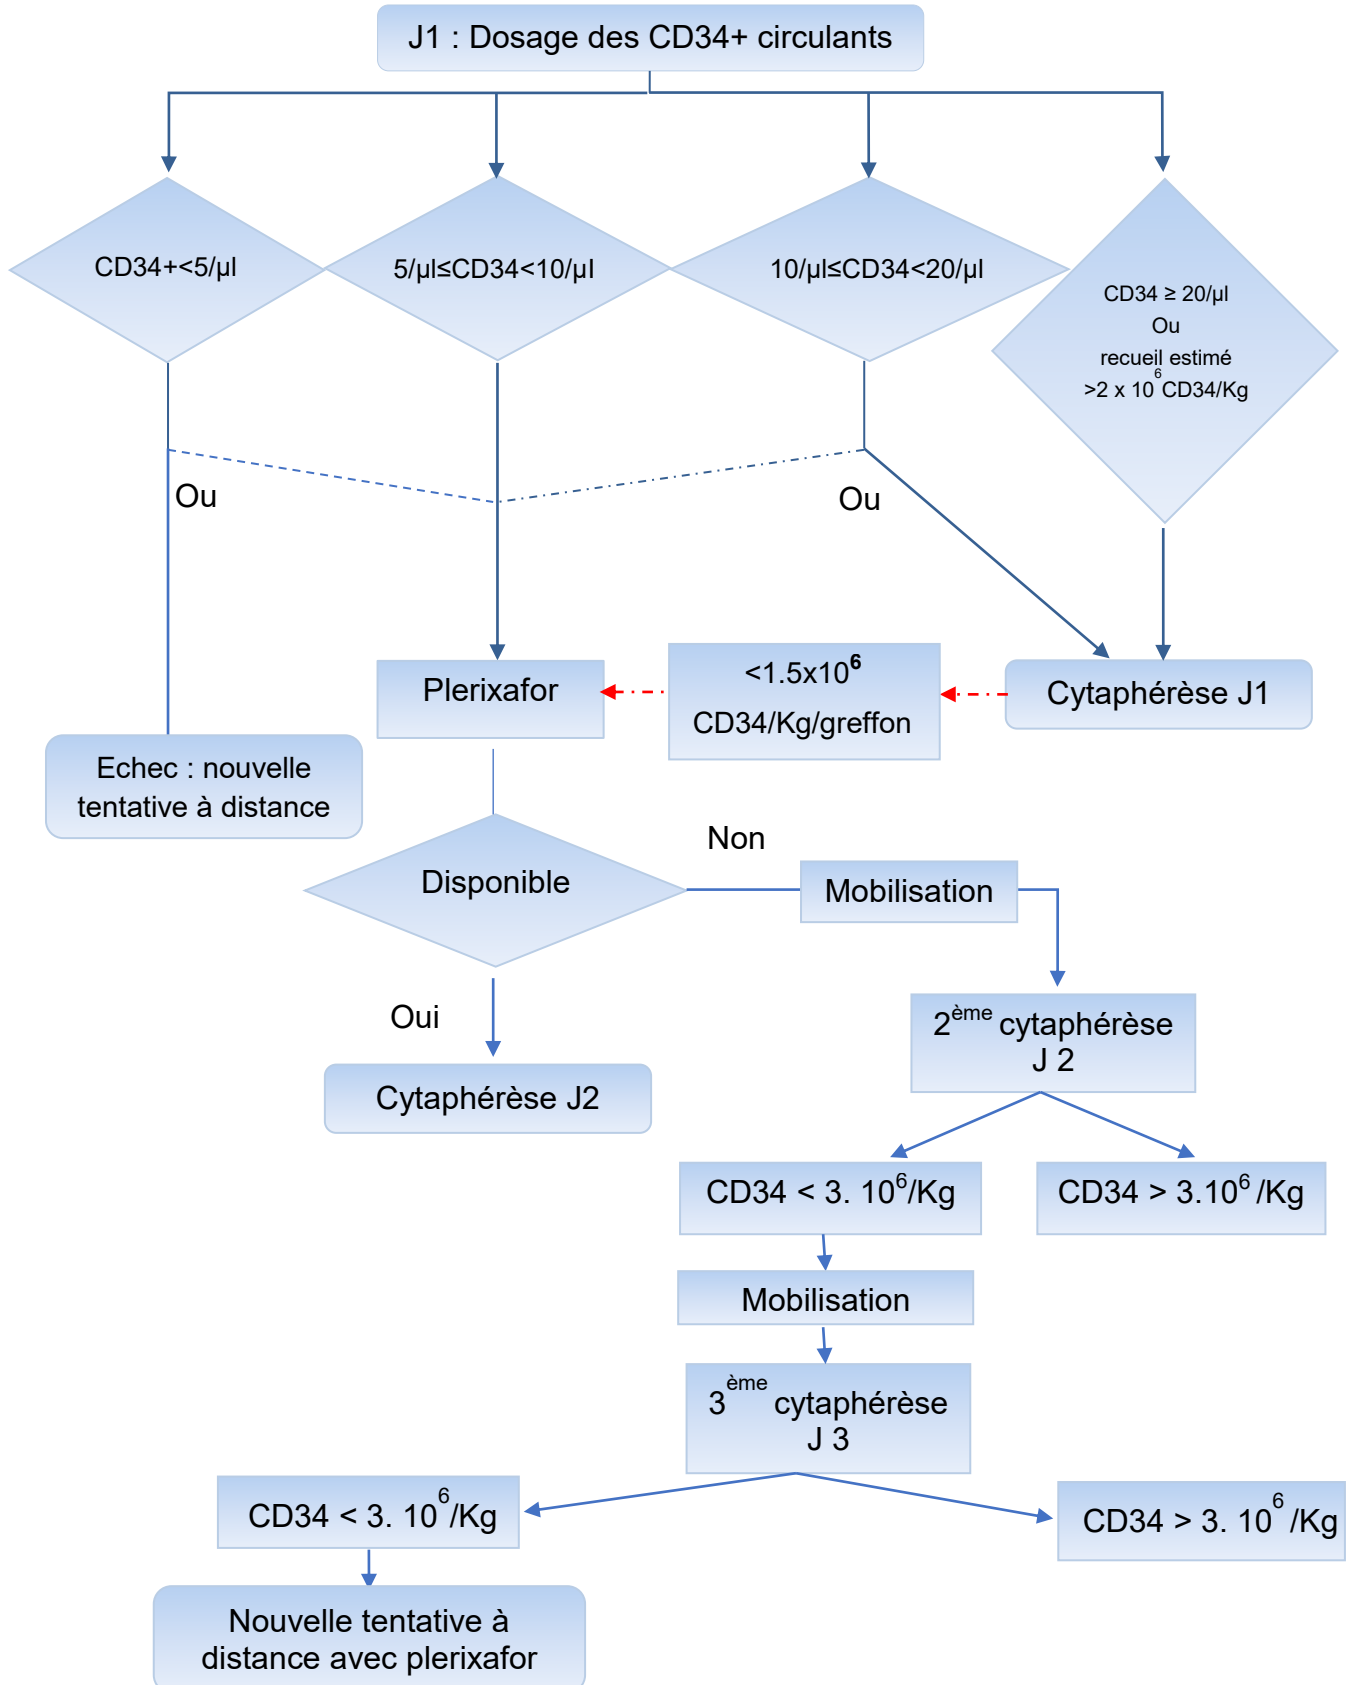 J1 : Dosage des CD34+ circulants
CD34+<5/µl
5/µl≤CD34<10/µl
10/µl≤CD34<20/µl
CD34 ≥ 20/µl
Ou
recueil estimé
>2 x 10⁶ CD34/Kg
Ou
Ou
Plerixafor
<1.5x10⁶
CD34/Kg/greffon
Cytaphérèse J1
Echec : nouvelle
tentative à distance
Disponible
Non
Mobilisation
Oui
Cytaphérèse J2
2ème cytaphérèse
J 2
CD34 < 3. 10⁶/Kg
CD34 > 3.10⁶ /Kg
Mobilisation
3ème cytaphérèse
J 3
CD34 < 3. 10⁶/Kg
CD34 > 3. 10⁶ /Kg
Nouvelle tentative à
distance avec plerixafor